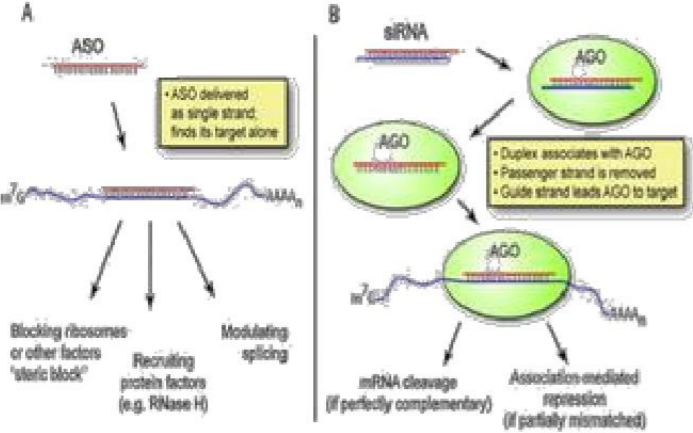 A
ASO
• ASO delivered
as single strand;
finds its target alone
m7G
AAAAn
Blocking ribosomes
or other factors
"steric block"
Recruiting
protein factors
(e.g. RNase H)
Modulating
splicing
B
siRNA
AGO
AGO
• Duplex associates with AGO
• Passenger strand is removed
• Guide strand leads AGO to target
AGO
m7G
AAAAn
mRNA cleavage
(if perfectly complementary)
Association-mediated
repression
(if partially mismatched)